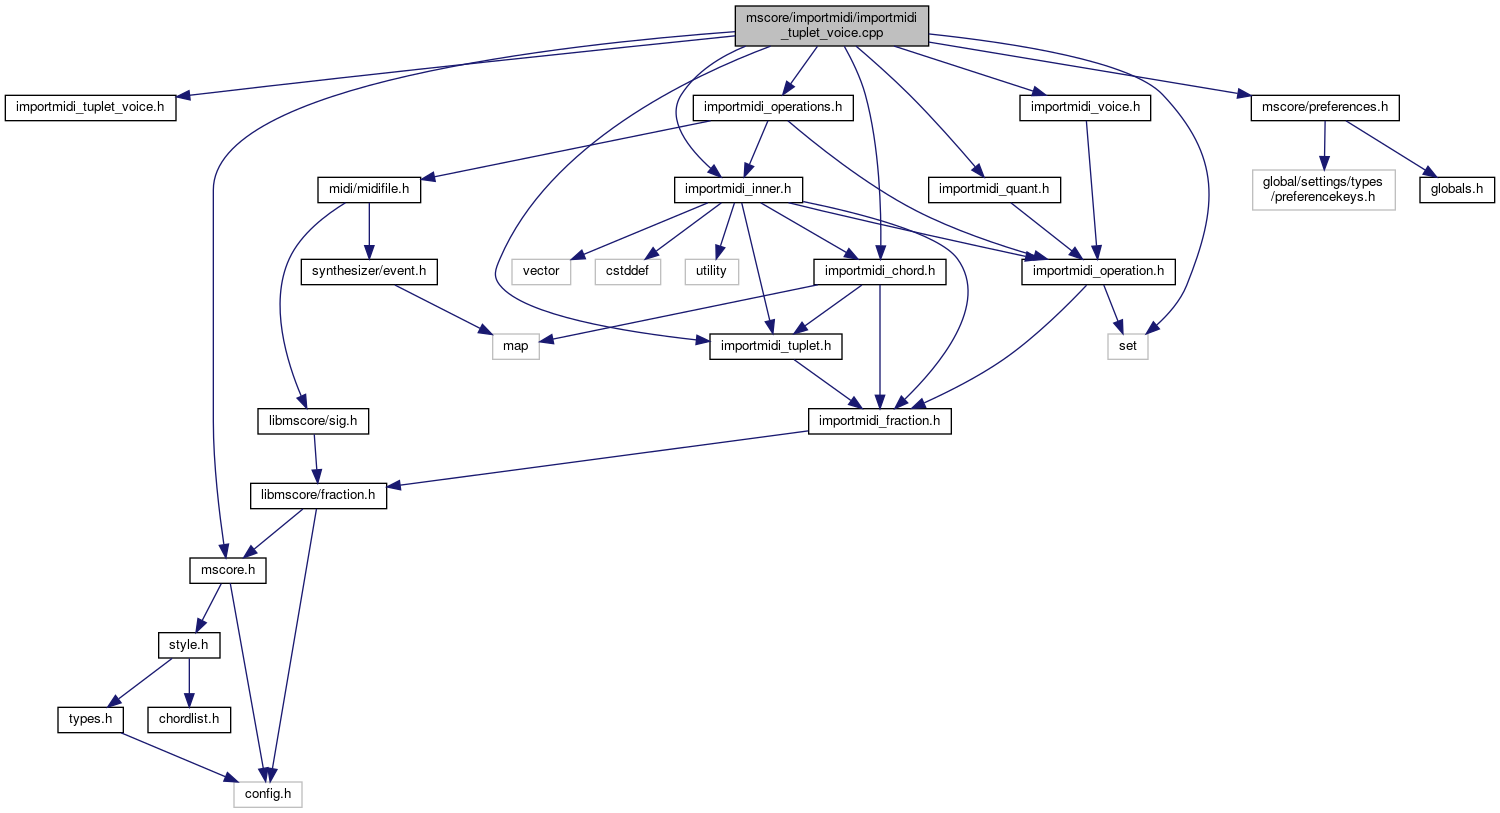 mscore/importmidi/importmidi
_tuplet_voice.cpp
importmidi_tuplet_voice.h
importmidi_operations.h
importmidi_voice.h
mscore/preferences.h
midi/midifile.h
importmidi_inner.h
importmidi_quant.h
global/settings/types
/preferencekeys.h
globals.h
synthesizer/event.h
vector
cstddef
utility
importmidi_chord.h
importmidi_operation.h
map
importmidi_tuplet.h
set
libmscore/sig.h
importmidi_fraction.h
libmscore/fraction.h
mscore.h
style.h
types.h
chordlist.h
config.h